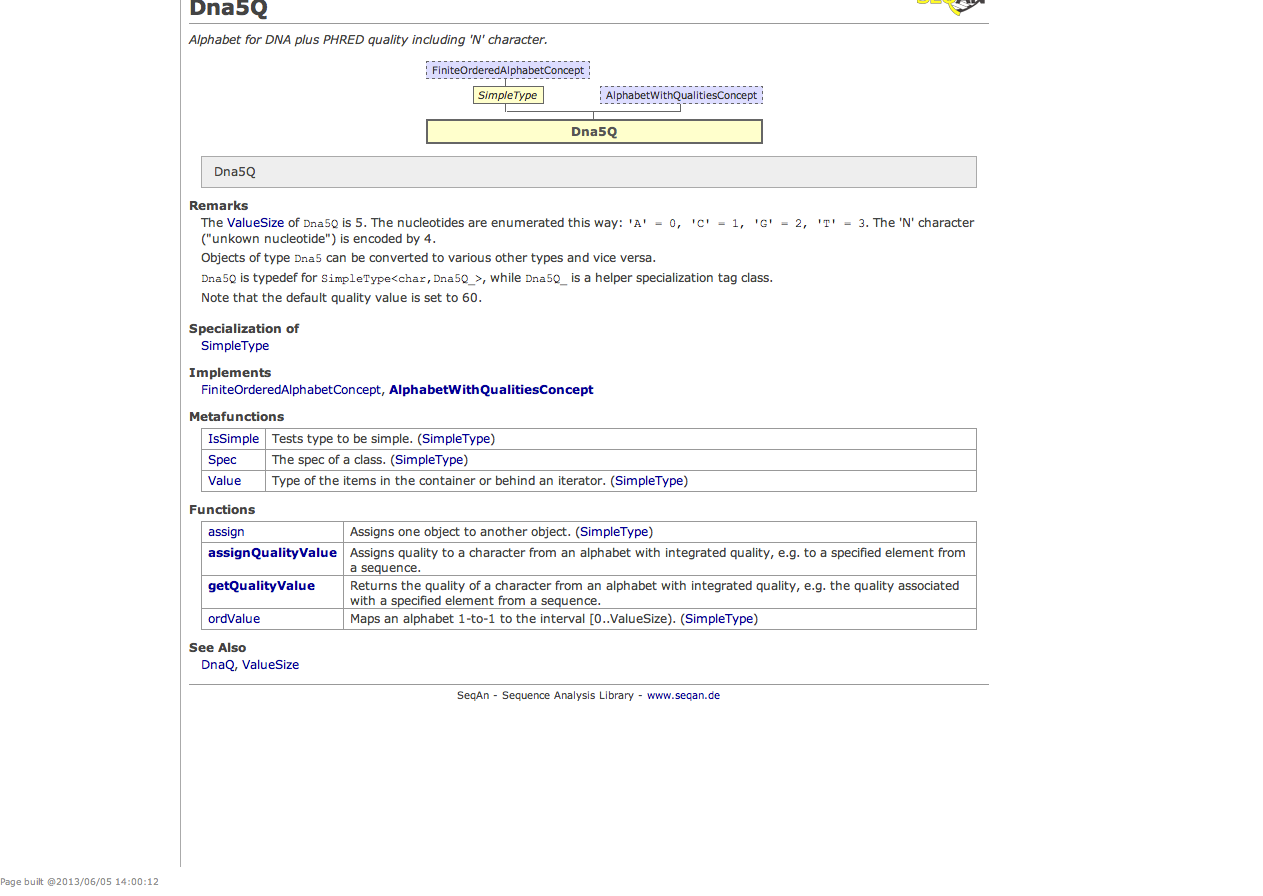 Dna5Q
Alphabet for DNA plus PHRED quality including 'N' character.
FiniteOrderedAlphabetConcept
SimpleType AlphabetWithQualitiesConcept
Dna5Q
Dna5Q
Remarks
The ValueSize of Dna5Q is 5. The nucleotides are enumerated this way: 'A' = 0, 'C' = 1, 'G' = 2, 'T' = 3. The 'N' character
("unkown nucleotide") is encoded by 4.
Objects of type Dna5 can be converted to various other types and vice versa.
Dna5Q is typedef for SimpleType<char,Dna5Q_>, while Dna5Q_ is a helper specialization tag class.
Note that the default quality value is set to 60.
Specialization of
SimpleType
Implements
FiniteOrderedAlphabetConcept, AlphabetWithQualitiesConcept
Metafunctions
IsSimple Tests type to be simple. (SimpleType)
Spec The spec of a class. (SimpleType)
Value Type of the items in the container or behind an iterator. (SimpleType)
Functions
assign Assigns one object to another object. (SimpleType)
assignQualityValue Assigns quality to a character from an alphabet with integrated quality, e.g. to a specified element from
a sequence.
getQualityValue Returns the quality of a character from an alphabet with integrated quality, e.g. the quality associated
with a specified element from a sequence.
ordValue Maps an alphabet 1-to-1 to the interval [0..ValueSize). (SimpleType)
See Also
DnaQ, ValueSize
SeqAn - Sequence Analysis Library - www.seqan.de
Page built @2013/06/05 14:00:12